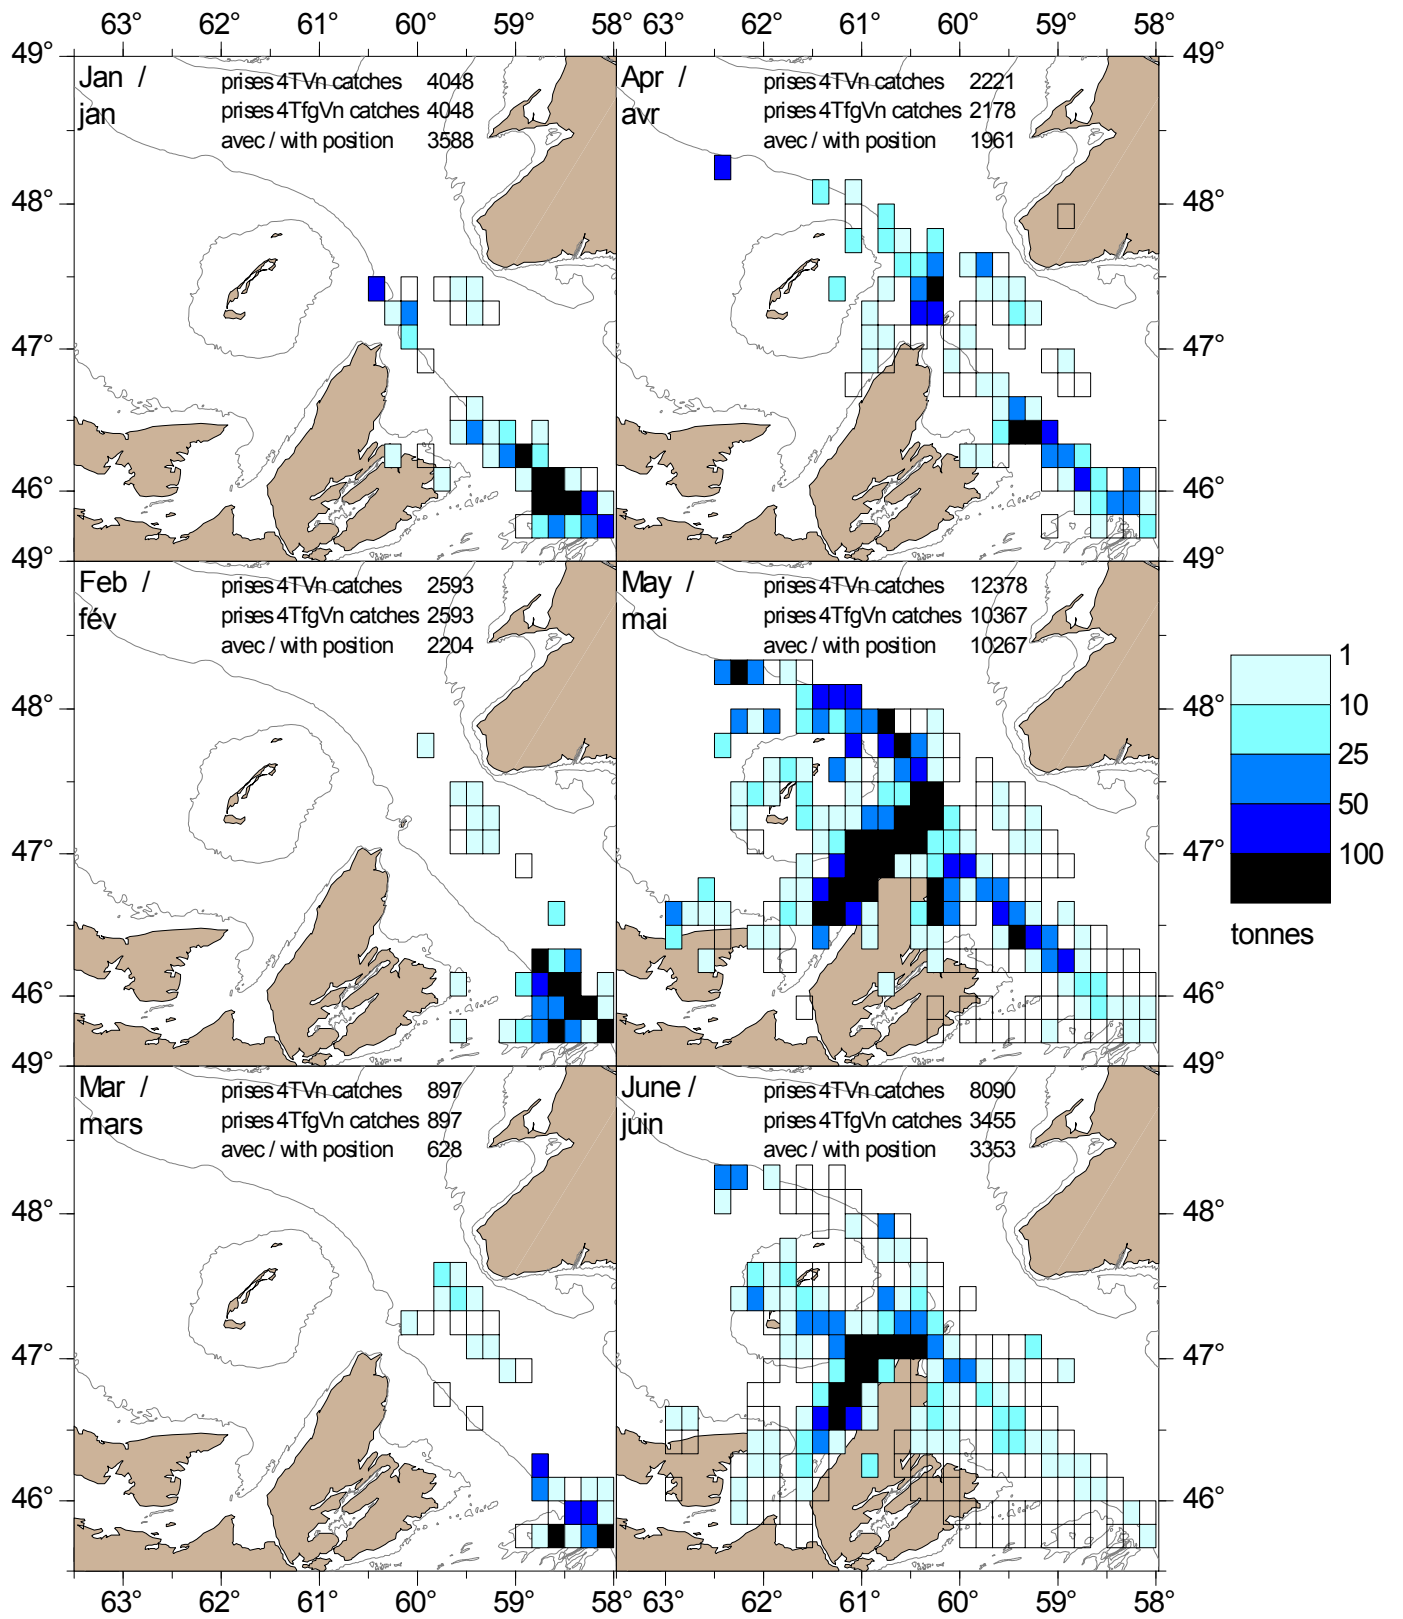 63° 62° 61° 60° 59° 58° 63° 62° 61° 60° 59° 58°
49° 49°
Jan /
jan
prises 4TVn catches 4048
prises 4TfgVn catches 4048
avec / with position 3588
Apr /
avr
prises 4TVn catches 2221
prises 4TfgVn catches 2178
avec / with position 1961
48° 48°
47° 47°
46° 46°
49° 49°
Feb /
fév
prises 4TVn catches 2593
prises 4TfgVn catches 2593
avec / with position 2204
May /
mai
prises 4TVn catches 12378
prises 4TfgVn catches 10367
avec / with position 10267
48° 48°
47° 47°
46° 46°
49° 49°
1
10
25
50
100
tonnes
Mar /
mars
prises 4TVn catches 897
prises 4TfgVn catches 897
avec / with position 628
June /
juin
prises 4TVn catches 8090
prises 4TfgVn catches 3455
avec / with position 3353
48° 48°
47° 47°
46° 46°
63° 62° 61° 60° 59° 58° 63° 62° 61° 60° 59° 58°